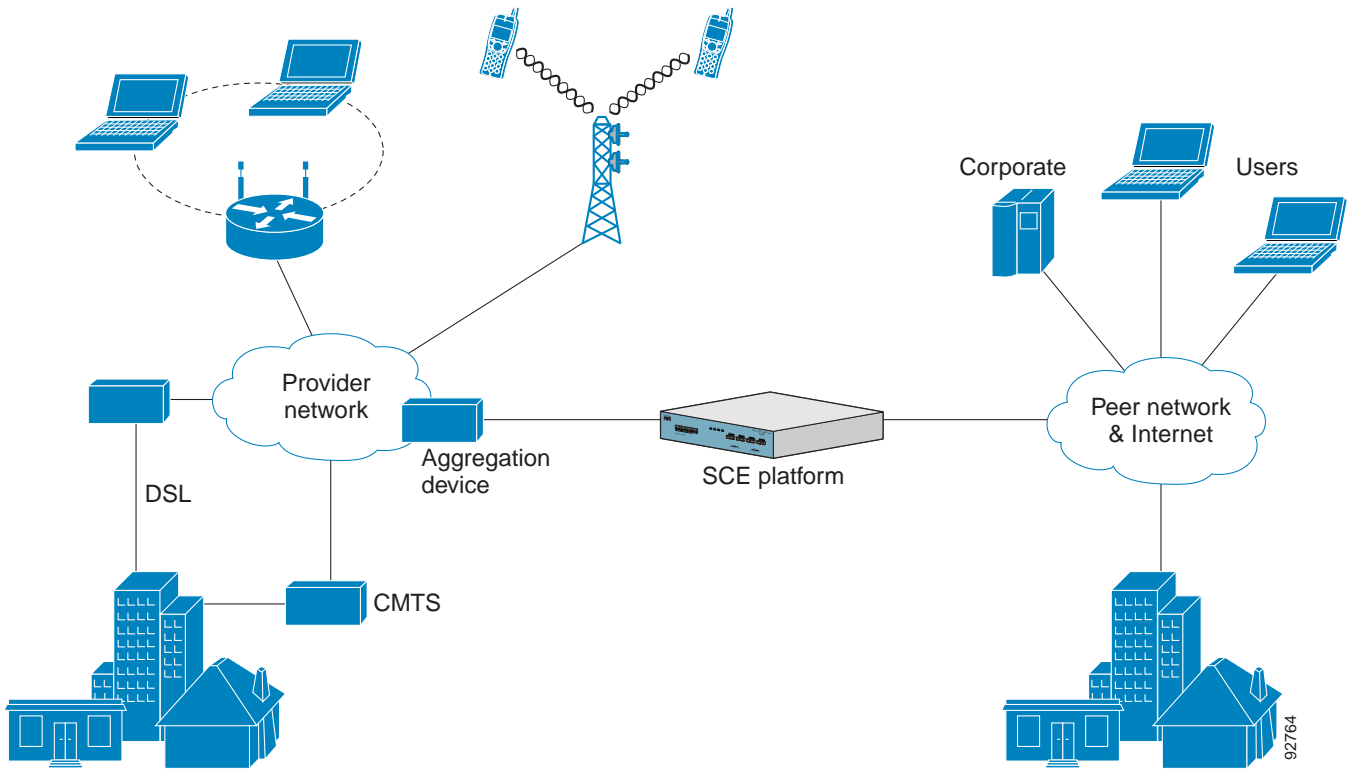 Corporate
Users
Provider
network
Peer network
& Internet
Aggregation
device
SCE platform
DSL
CMTS
92764